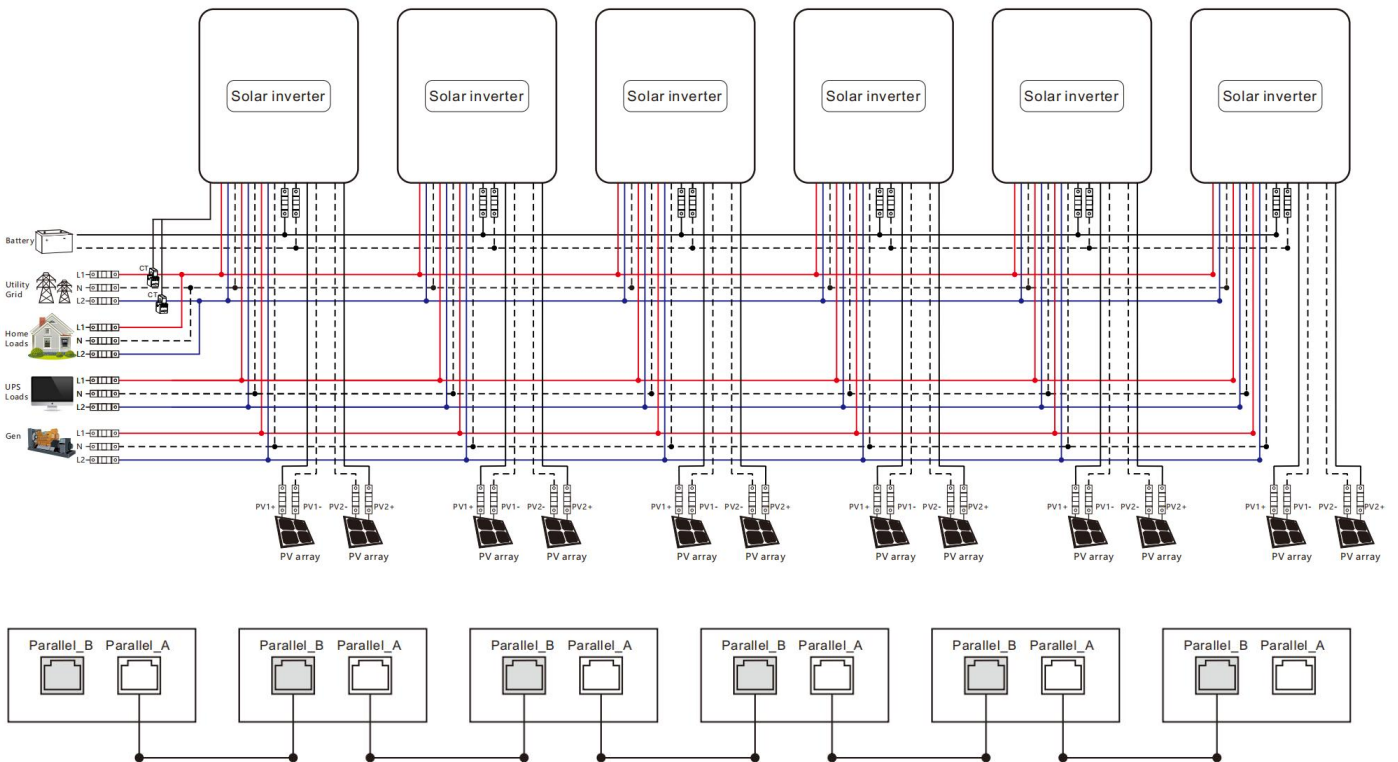 Solar inverter Solar inverter Solar inverter Solar inverter Solar inverter Solar inverter
Battery
CT
L1
Utility
Grid
N
CT
L2
L1
Home
Loads
N
L2
L1
UPS
Loads
N
L2
L1
Gen
N
L2
PV1+ PV1- PV2- PV2+ PV1+ PV1- PV2- PV2+ PV1+ PV1- PV2- PV2+ PV1+ PV1- PV2- PV2+ PV1+ PV1- PV2- PV2+ PV1+ PV1- PV2- PV2+
PV array PV array PV array PV array PV array PV array PV array PV array PV array PV array PV array PV array
Parallel_B Parallel_A Parallel_B Parallel_A Parallel_B Parallel_A Parallel_B Parallel_A Parallel_B Parallel_A Parallel_B Parallel_A